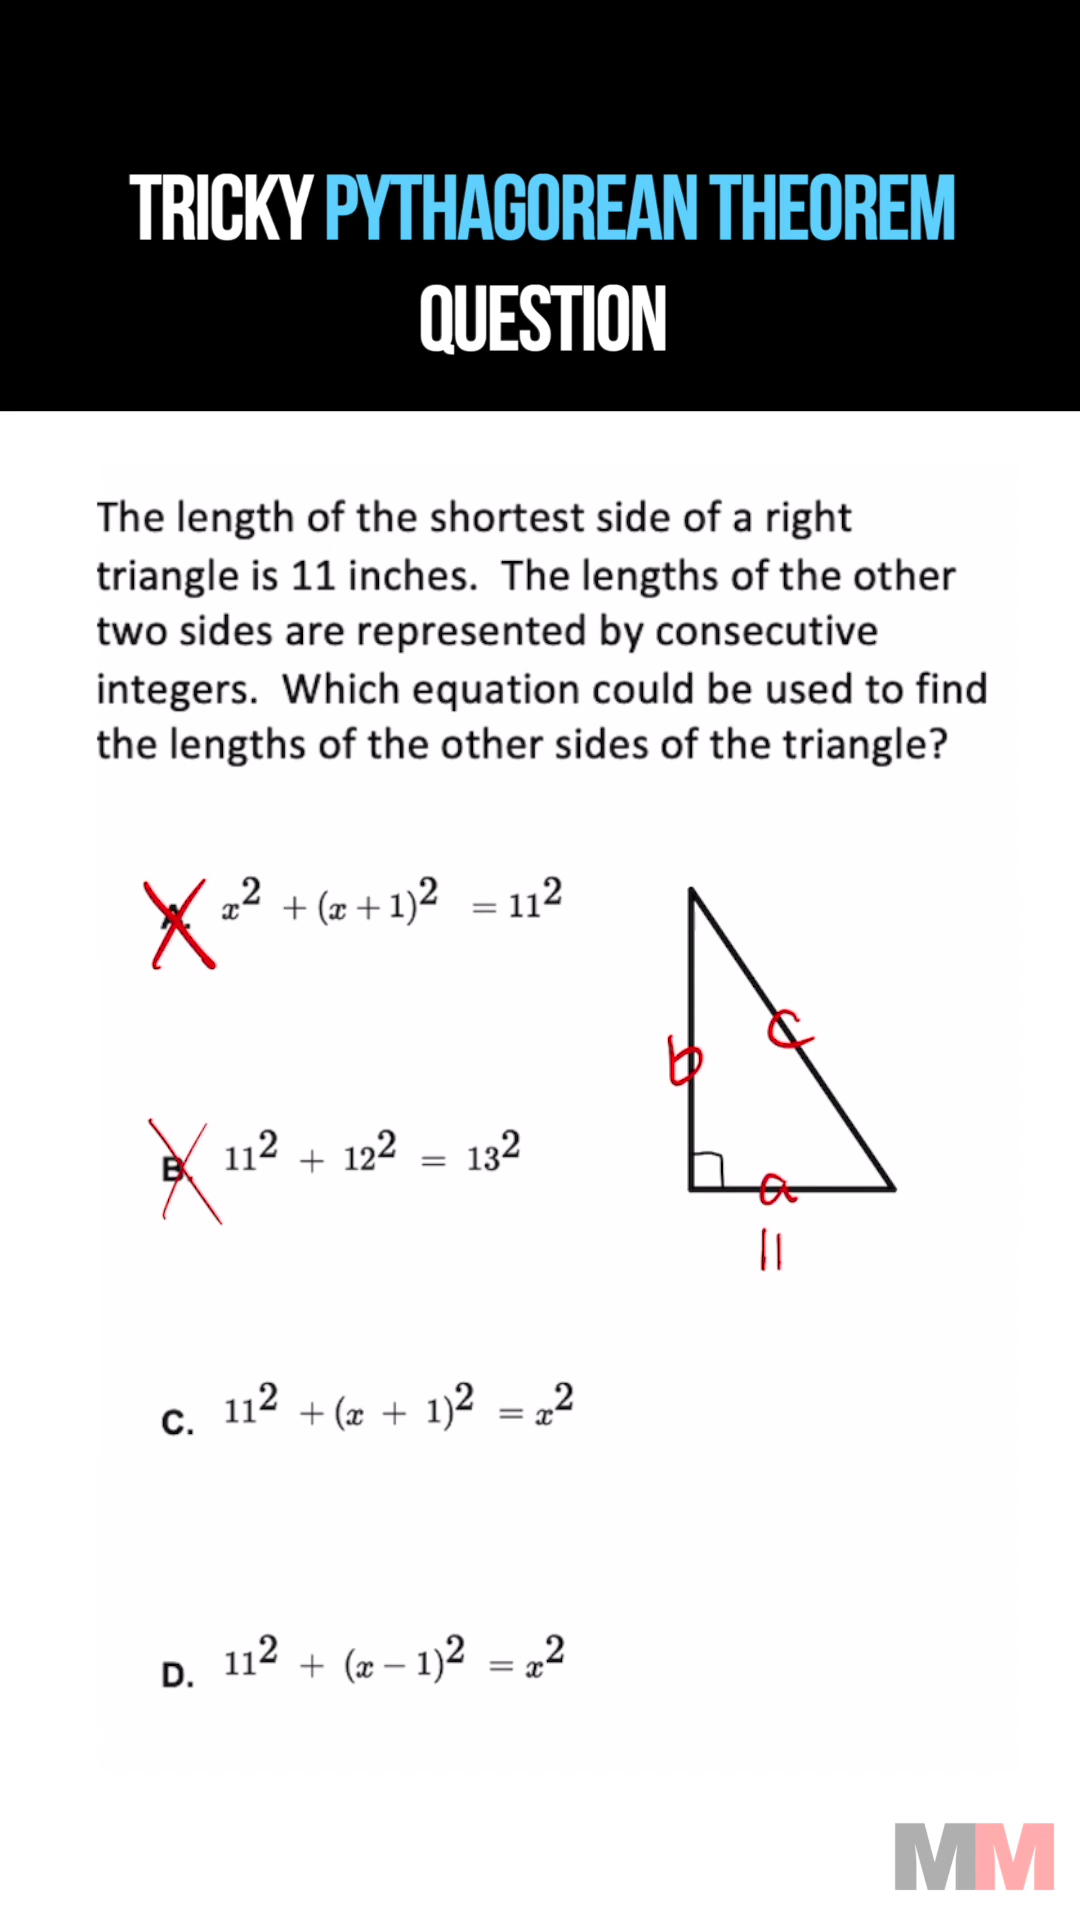 TRICKY PYTHAGOREAN THEOREM
QUESTION
The length of the shortest side of a right
triangle is 11 inches. The lengths of the other
two sides are represented by consecutive
integers. Which equation could be used to find
the lengths of the other sides of the triangle?
A. x² + (x + 1)² = 11²
c
b
B. 11² + 12² = 13²
a
11
C. 11² + (x + 1)² = x²
D. 11² + (x − 1)² = x²
MM